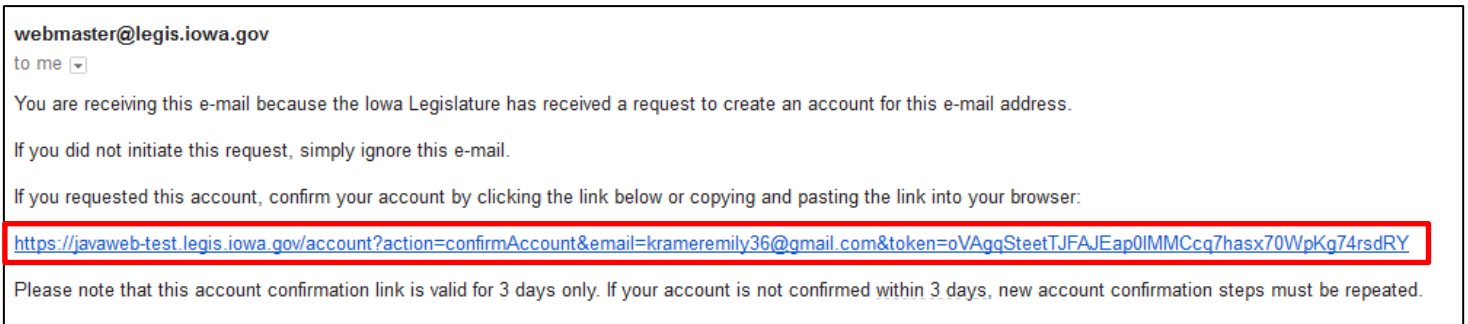 webmaster@legis.iowa.gov
to me
You are receiving this e-mail because the Iowa Legislature has received a request to create an account for this e-mail address.
If you did not initiate this request, simply ignore this e-mail.
If you requested this account, confirm your account by clicking the link below or copying and pasting the link into your browser:
https://javaweb-test.legis.iowa.gov/account?action=confirmAccount&email=krameremily36@gmail.com&token=oVAgqSteetTJFAJEap0lMMCcq7hasx70WpKg74rsdRY
Please note that this account confirmation link is valid for 3 days only. If your account is not confirmed within 3 days, new account confirmation steps must be repeated.